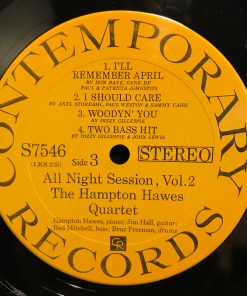 CONTEMPORARY
1. I'LL
REMEMBER APRIL
BY DON RAYE, GENE DE
PAUL & PATRICIA JOHNSTON
2. I SHOULD CARE
BY AXEL STORDAHL, PAUL WESTON & SAMMY CAHN
3. WOODYN' YOU
BY DIZZY GILLESPIE
4. TWO BASS HIT
BY DIZZY GILLESPIE & JOHN LEWIS
S7546 Side 3 STEREO
(LKS 235)
All Night Session, Vol.2
The Hampton Hawes
Quartet
Hampton Hawes, piano; Jim Hall, guitar;
Red Mitchell, bass; Bruz Freeman, drums
CR
RECORDS